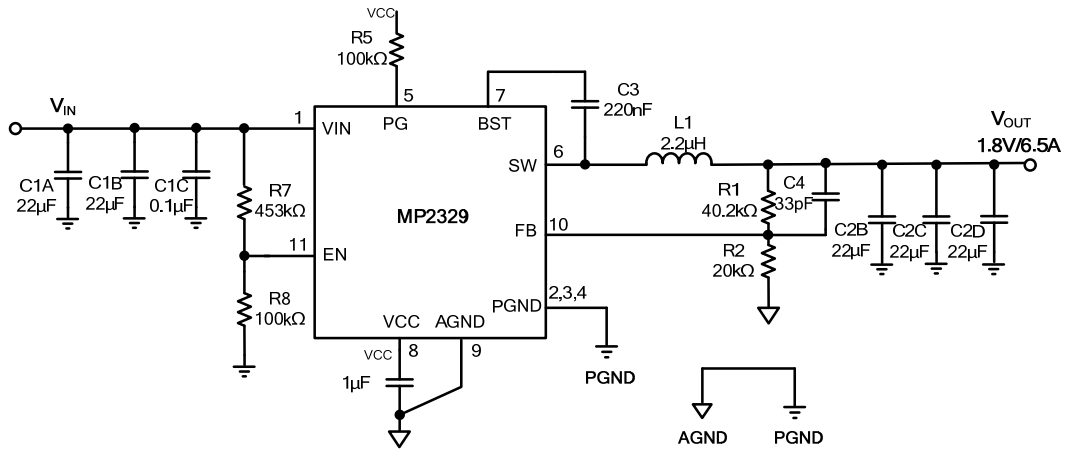 VCC
R5
100kΩ
5
7
C3
220nF
VIN
1
VIN
PG
BST
L1
2.2µH
VOUT
1.8V/6.5A
6
SW
C1A
22µF
C1B
22µF
C1C
0.1µF
R7
453kΩ
MP2329
R1
40.2kΩ
C4
33pF
FB
10
C2B
22µF
C2C
22µF
C2D
22µF
11
EN
R2
20kΩ
R8
100kΩ
PGND
2,3,4
VCC
AGND
VCC
8
9
1µF
PGND
AGND
PGND